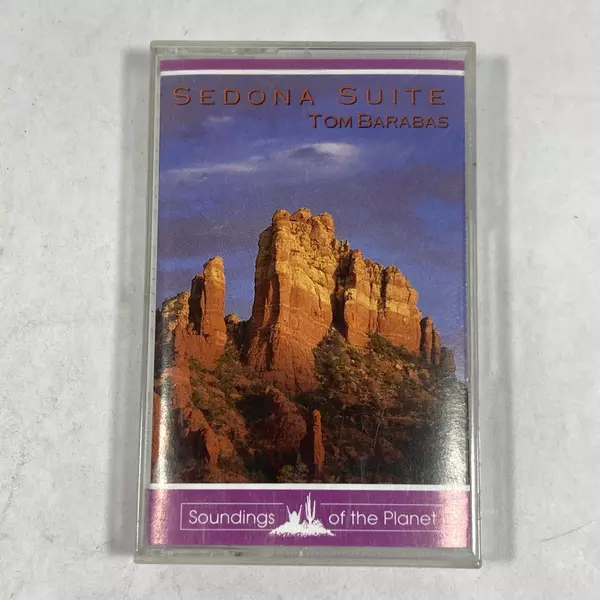 SEDONA SUITE
TOM BARABAS
Soundings of the Planet